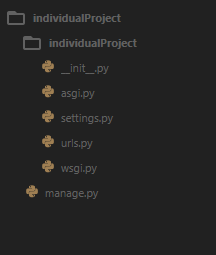 individualProject
individualProject
__init__.py
asgi.py
settings.py
urls.py
wsgi.py
manage.py